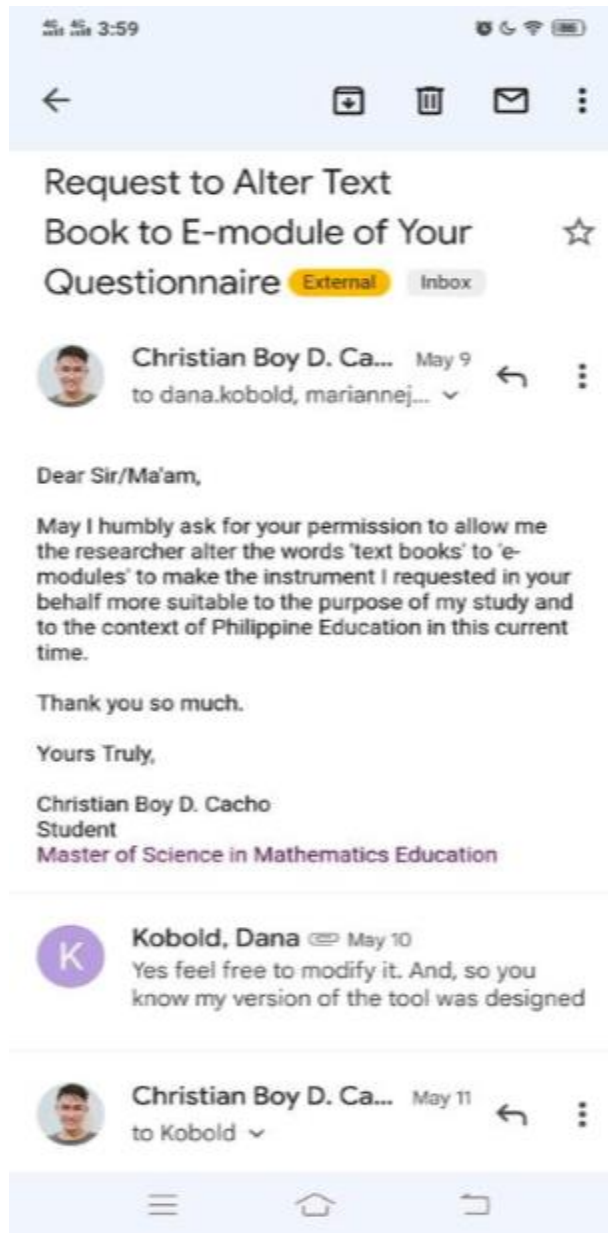 3:59
Request to Alter Text
Book to E-module of Your
Questionnaire External Inbox
Christian Boy D. Ca... May 9
to dana.kobold, mariannej...
Dear Sir/Ma'am,
May I humbly ask for your permission to allow me
the researcher alter the words 'text books' to 'e-
modules' to make the instrument I requested in your
behalf more suitable to the purpose of my study and
to the context of Philippine Education in this current
time.
Thank you so much.
Yours Truly,
Christian Boy D. Cacho
Student
Master of Science in Mathematics Education
K
Kobold, Dana May 10
Yes feel free to modify it. And, so you
know my version of the tool was designed
Christian Boy D. Ca... May 11
to Kobold